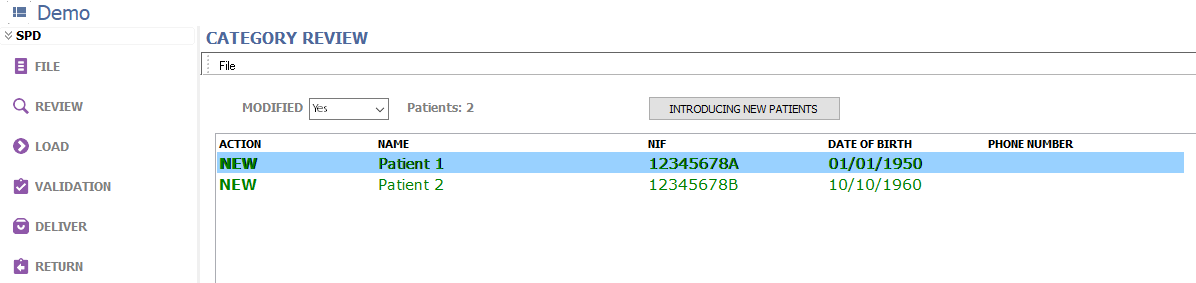 Demo
SPD
FILE
REVIEW
LOAD
VALIDATION
DELIVER
RETURN
CATEGORY REVIEW
File
MODIFIED Yes Patients: 2 INTRODUCING NEW PATIENTS
ACTION NAME NIF DATE OF BIRTH PHONE NUMBER
NEW Patient 1 12345678A 01/01/1950
NEW Patient 2 12345678B 10/10/1960